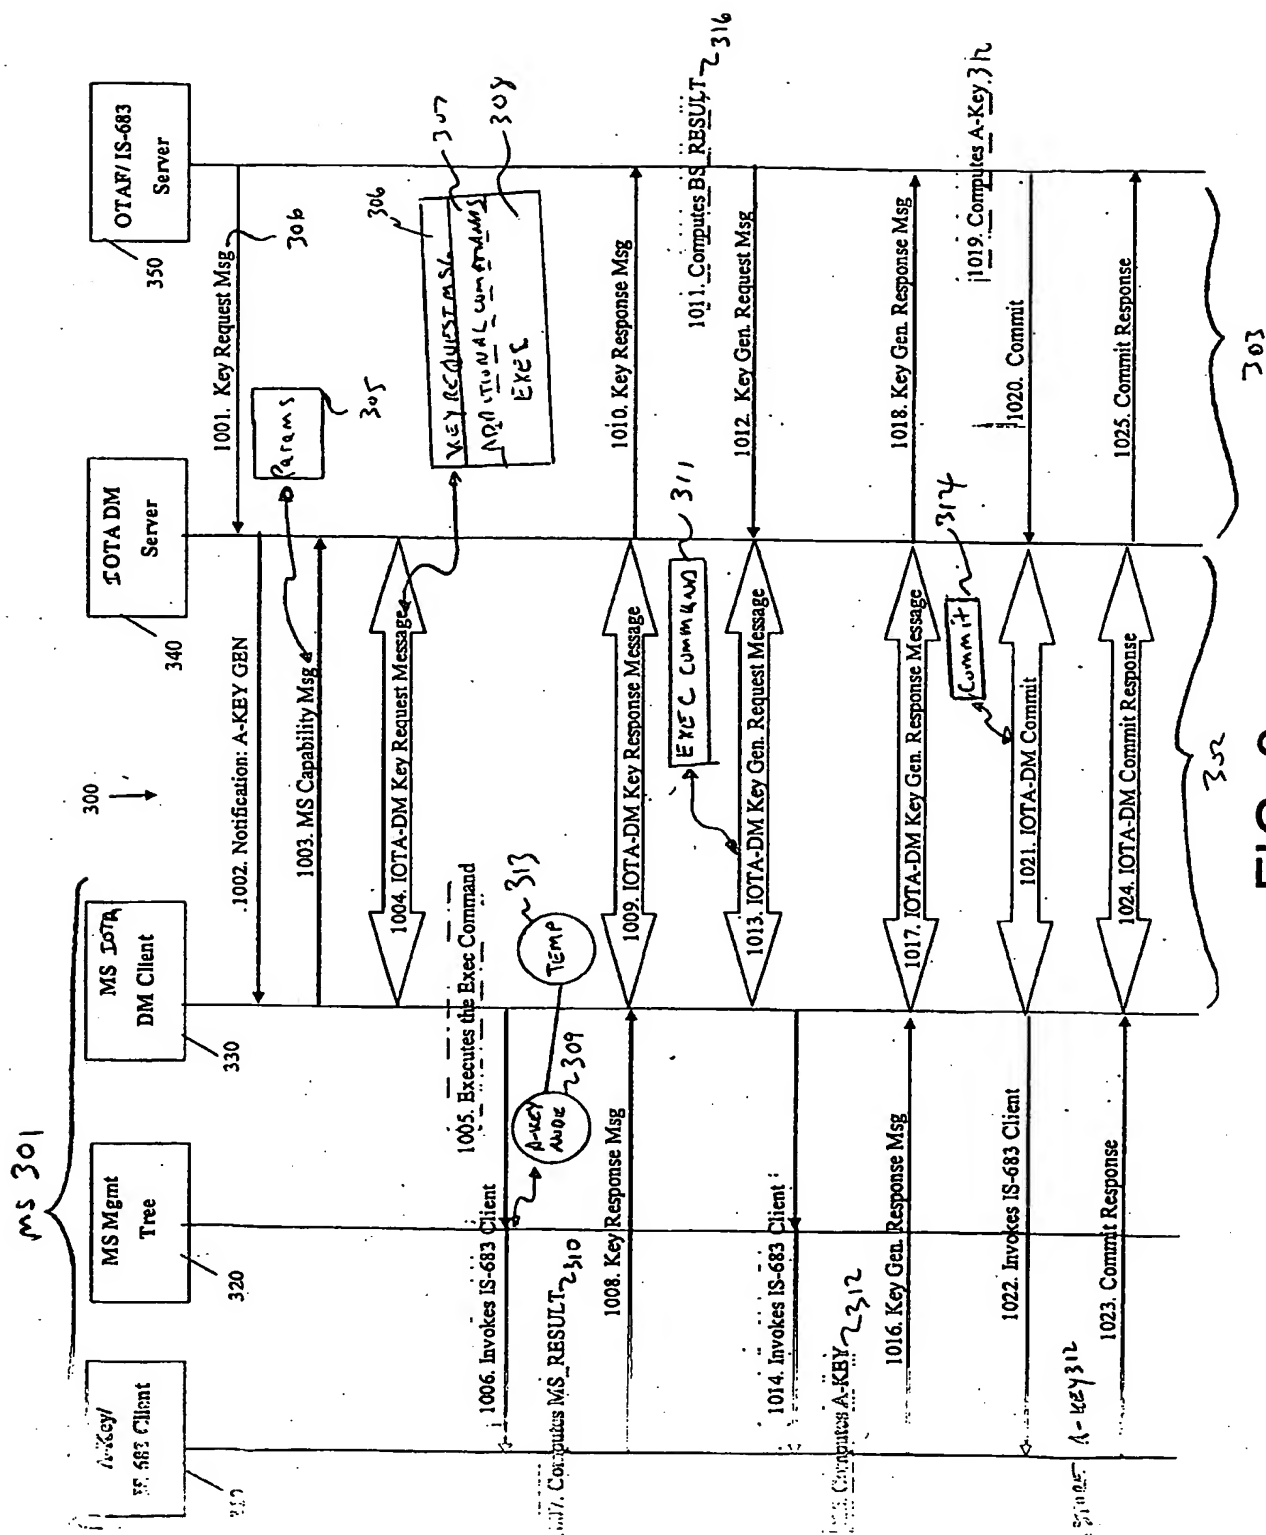 300
MS 301
A-Key/
IS-683 Client
MS Mgmt
Tree
320
MS IOTA
DM Client
330
IOTA DM
Server
340
OTAF/IS-683
Server
350
1001. Key Request Msg
306
1002. Notification: A-KEY GEN
1003. MS Capability Msg
Params
305
1004. IOTA-DM Key Request Message
306
KEY REQUEST MSG
307
ADDITIONAL COMMANDS
EXEC
308
1005. Executes the Exec Command
1006. Invokes IS-683 Client
A-KEY
NODE
309
TEMP
313
Computes MS_RESULT
310
1008. Key Response Msg
1009. IOTA-DM Key Response Message
1010. Key Response Msg
1011. Computes BS_RESULT
316
1012. Key Gen. Request Msg
EXEC COMMAND
311
1013. IOTA-DM Key Gen. Request Message
1014. Invokes IS-683 Client
Computes A-KEY
312
1016. Key Gen. Response Msg
1017. IOTA-DM Key Gen. Response Message
1018. Key Gen. Response Msg
1019. Computes A-Key 312
1020. Commit
Commit
314
1021. IOTA-DM Commit
1022. Invokes IS-683 Client
STORE A-KEY 312
1023. Commit Response
1024. IOTA-DM Commit Response
1025. Commit Response
352
303